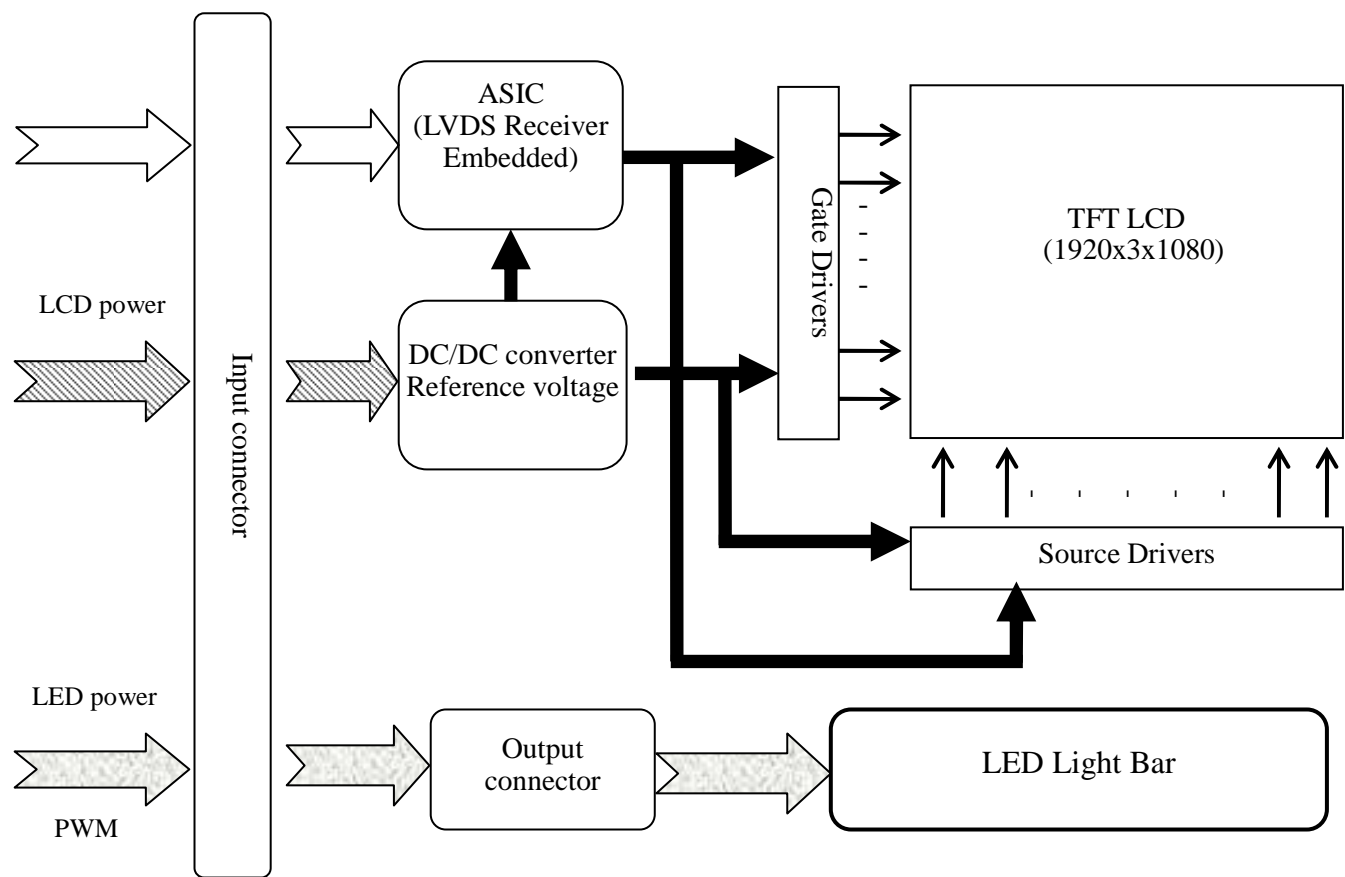 ASIC
(LVDS Receiver
Embedded)
Gate Drivers
TFT LCD
(1920x3x1080)
LCD power
Input connector
DC/DC converter
Reference voltage
Source Drivers
LED power
PWM
Output
connector
LED Light Bar